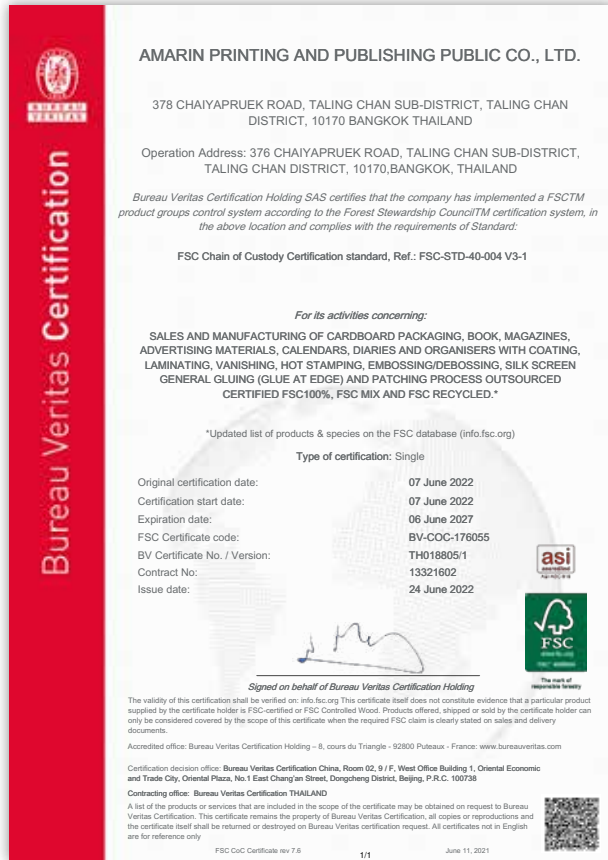 BUREAU
VERITAS
Bureau Veritas Certification
AMARIN PRINTING AND PUBLISHING PUBLIC CO., LTD.
378 CHAIYAPRUEK ROAD, TALING CHAN SUB-DISTRICT, TALING CHAN
DISTRICT, 10170 BANGKOK THAILAND
Operation Address: 376 CHAIYAPRUEK ROAD, TALING CHAN SUB-DISTRICT,
TALING CHAN DISTRICT, 10170,BANGKOK, THAILAND
Bureau Veritas Certification Holding SAS certifies that the company has implemented a FSCTM
product groups control system according to the Forest Stewardship CouncilTM certification system, in
the above location and complies with the requirements of Standard:
FSC Chain of Custody Certification standard, Ref.: FSC-STD-40-004 V3-1
For its activities concerning:
SALES AND MANUFACTURING OF CARDBOARD PACKAGING, BOOK, MAGAZINES,
ADVERTISING MATERIALS, CALENDARS, DIARIES AND ORGANISERS WITH COATING,
LAMINATING, VANISHING, HOT STAMPING, EMBOSSING/DEBOSSING, SILK SCREEN
GENERAL GLUING (GLUE AT EDGE) AND PATCHING PROCESS OUTSOURCED
CERTIFIED FSC100%, FSC MIX AND FSC RECYCLED.*
*Updated list of products & species on the FSC database (info.fsc.org)
Type of certification: Single
Original certification date: 07 June 2022
Certification start date: 07 June 2022
Expiration date: 06 June 2027
FSC Certificate code: BV-COC-176055
BV Certificate No. / Version: TH018805/1
Contract No: 13321602
Issue date: 24 June 2022
asi
accredited
FSC
The mark of
responsible forestry
Signed on behalf of Bureau Veritas Certification Holding
The validity of this certification shall be verified on: info.fsc.org This certificate itself does not constitute evidence that a particular product
supplied by the certificate holder is FSC-certified or FSC Controlled Wood. Products offered, shipped or sold by the certificate holder can
only be considered covered by the scope of this certificate when the required FSC claim is clearly stated on sales and delivery
documents.
Accredited office: Bureau Veritas Certification Holding – 8, cours du Triangle - 92800 Puteaux - France: www.bureauveritas.com
Certification decision office: Bureau Veritas Certification China, Room 02, 9 / F, West Office Building 1, Oriental Economic
and Trade City, Oriental Plaza, No.1 East Chang'an Street, Dongcheng District, Beijing, P.R.C. 100738
Contracting office: Bureau Veritas Certification THAILAND
A list of the products or services that are included in the scope of the certificate may be obtained on request to Bureau
Veritas Certification. This certificate remains the property of Bureau Veritas Certification, all copies or reproductions and
the certificate itself shall be returned or destroyed on Bureau Veritas certification request. All certificates not in English
are for reference only
FSC CoC Certificate rev 7.6
1/1
June 11, 2021